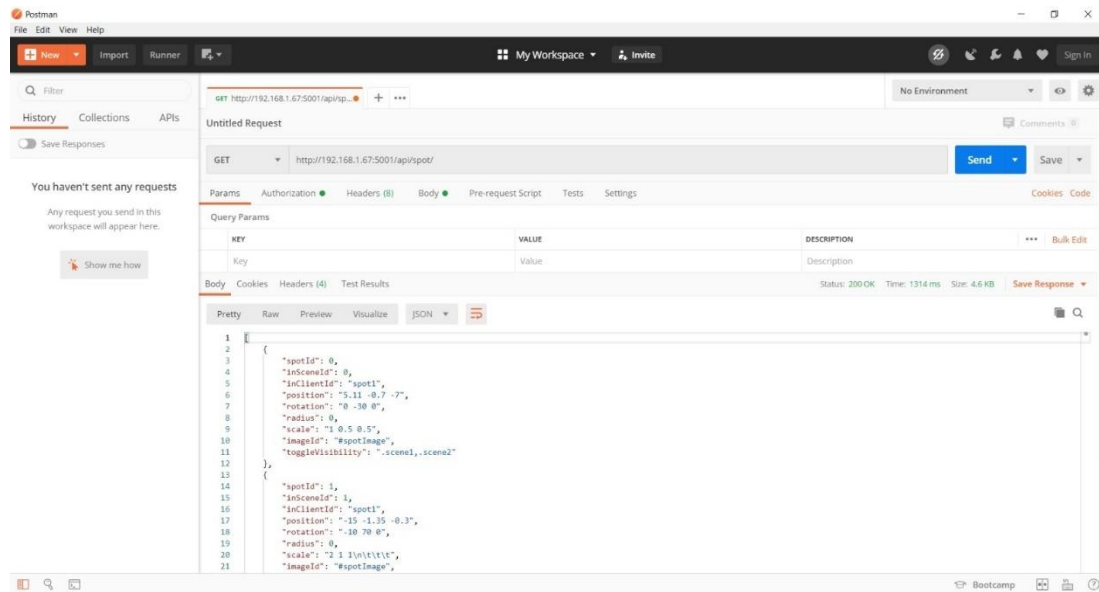 Postman
File Edit View Help
New Import Runner My Workspace Invite Sign In
Filter
GET http://192.168.1.67:5001/api/sp... No Environment
History Collections APIs
Untitled Request Comments 0
Save Responses
GET http://192.168.1.67:5001/api/spot/ Send Save
You haven't sent any requests
Any request you send in this
workspace will appear here.
Show me how
Params Authorization Headers (8) Body Pre-request Script Tests Settings Cookies Code
Query Params
KEY VALUE DESCRIPTION ••• Bulk Edit
Key Value Description
Body Cookies Headers (4) Test Results Status: 200 OK Time: 1314 ms Size: 4.6 KB Save Response
Pretty Raw Preview Visualize JSON
1 [
2 {
3 "spotId": 0,
4 "inSceneId": 0,
5 "inClientId": "spot1",
6 "position": "5.11 -0.7 -7",
7 "rotation": "0 -30 0",
8 "radius": 0,
9 "scale": "1 0.5 0.5",
10 "imageId": "#spotImage",
11 "toggleVisibility": ".scene1,.scene2"
12 },
13 {
14 "spotId": 1,
15 "inSceneId": 1,
16 "inClientId": "spot1",
17 "position": "-15 -1.35 -0.3",
18 "rotation": "-10 70 0",
19 "radius": 0,
20 "scale": "2 1 1\n\t\t\t",
21 "imageId": "#spotImage",
Bootcamp